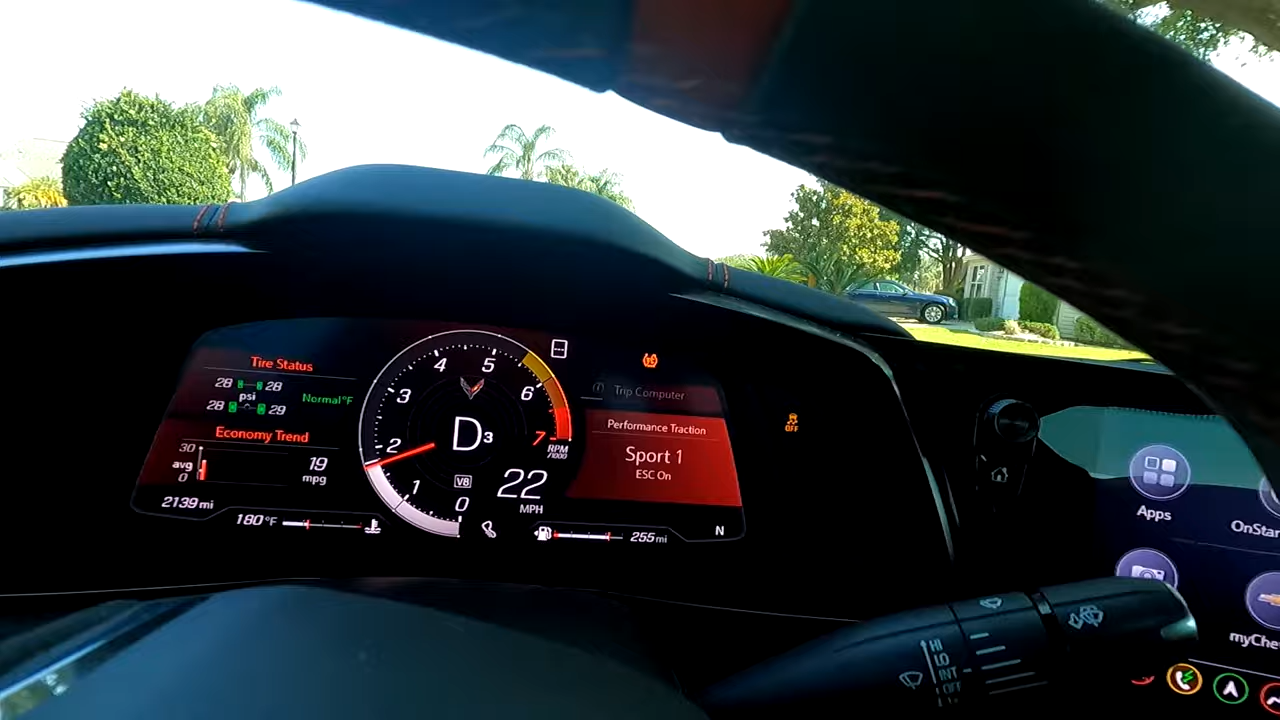 Tire Status
28 28
psi
28 29
Normal°F
Economy Trend
30
avg
0
19
mpg
2139 mi
180 °F
0
1
2
3
4
5
6
7
RPM
/1000
D3
V8
22
MPH
TC
Trip Computer
Performance Traction
Sport 1
ESC On
255 mi
N
OFF
Apps
OnStar
myChe
HI
LO
INT
OFF